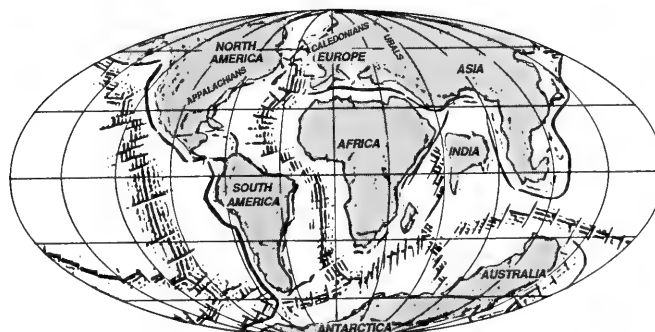 NORTH
AMERICA
APPALACHIANS
CALEDONIANS
EUROPE
URALS
ASIA
AFRICA
INDIA
SOUTH
AMERICA
AUSTRALIA
ANTARCTICA